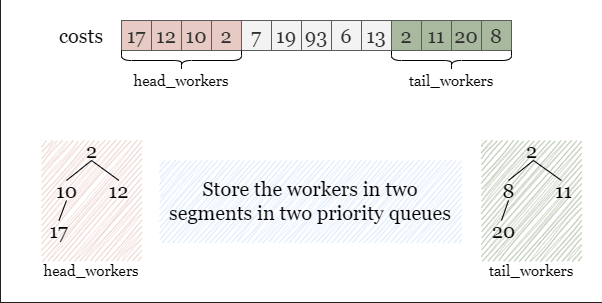 costs 17 12 10 2 7 19 93 6 13 2 11 20 8
head_workers tail_workers
2
10 12
17
head_workers
Store the workers in two
segments in two priority queues
2
8 11
20
tail_workers